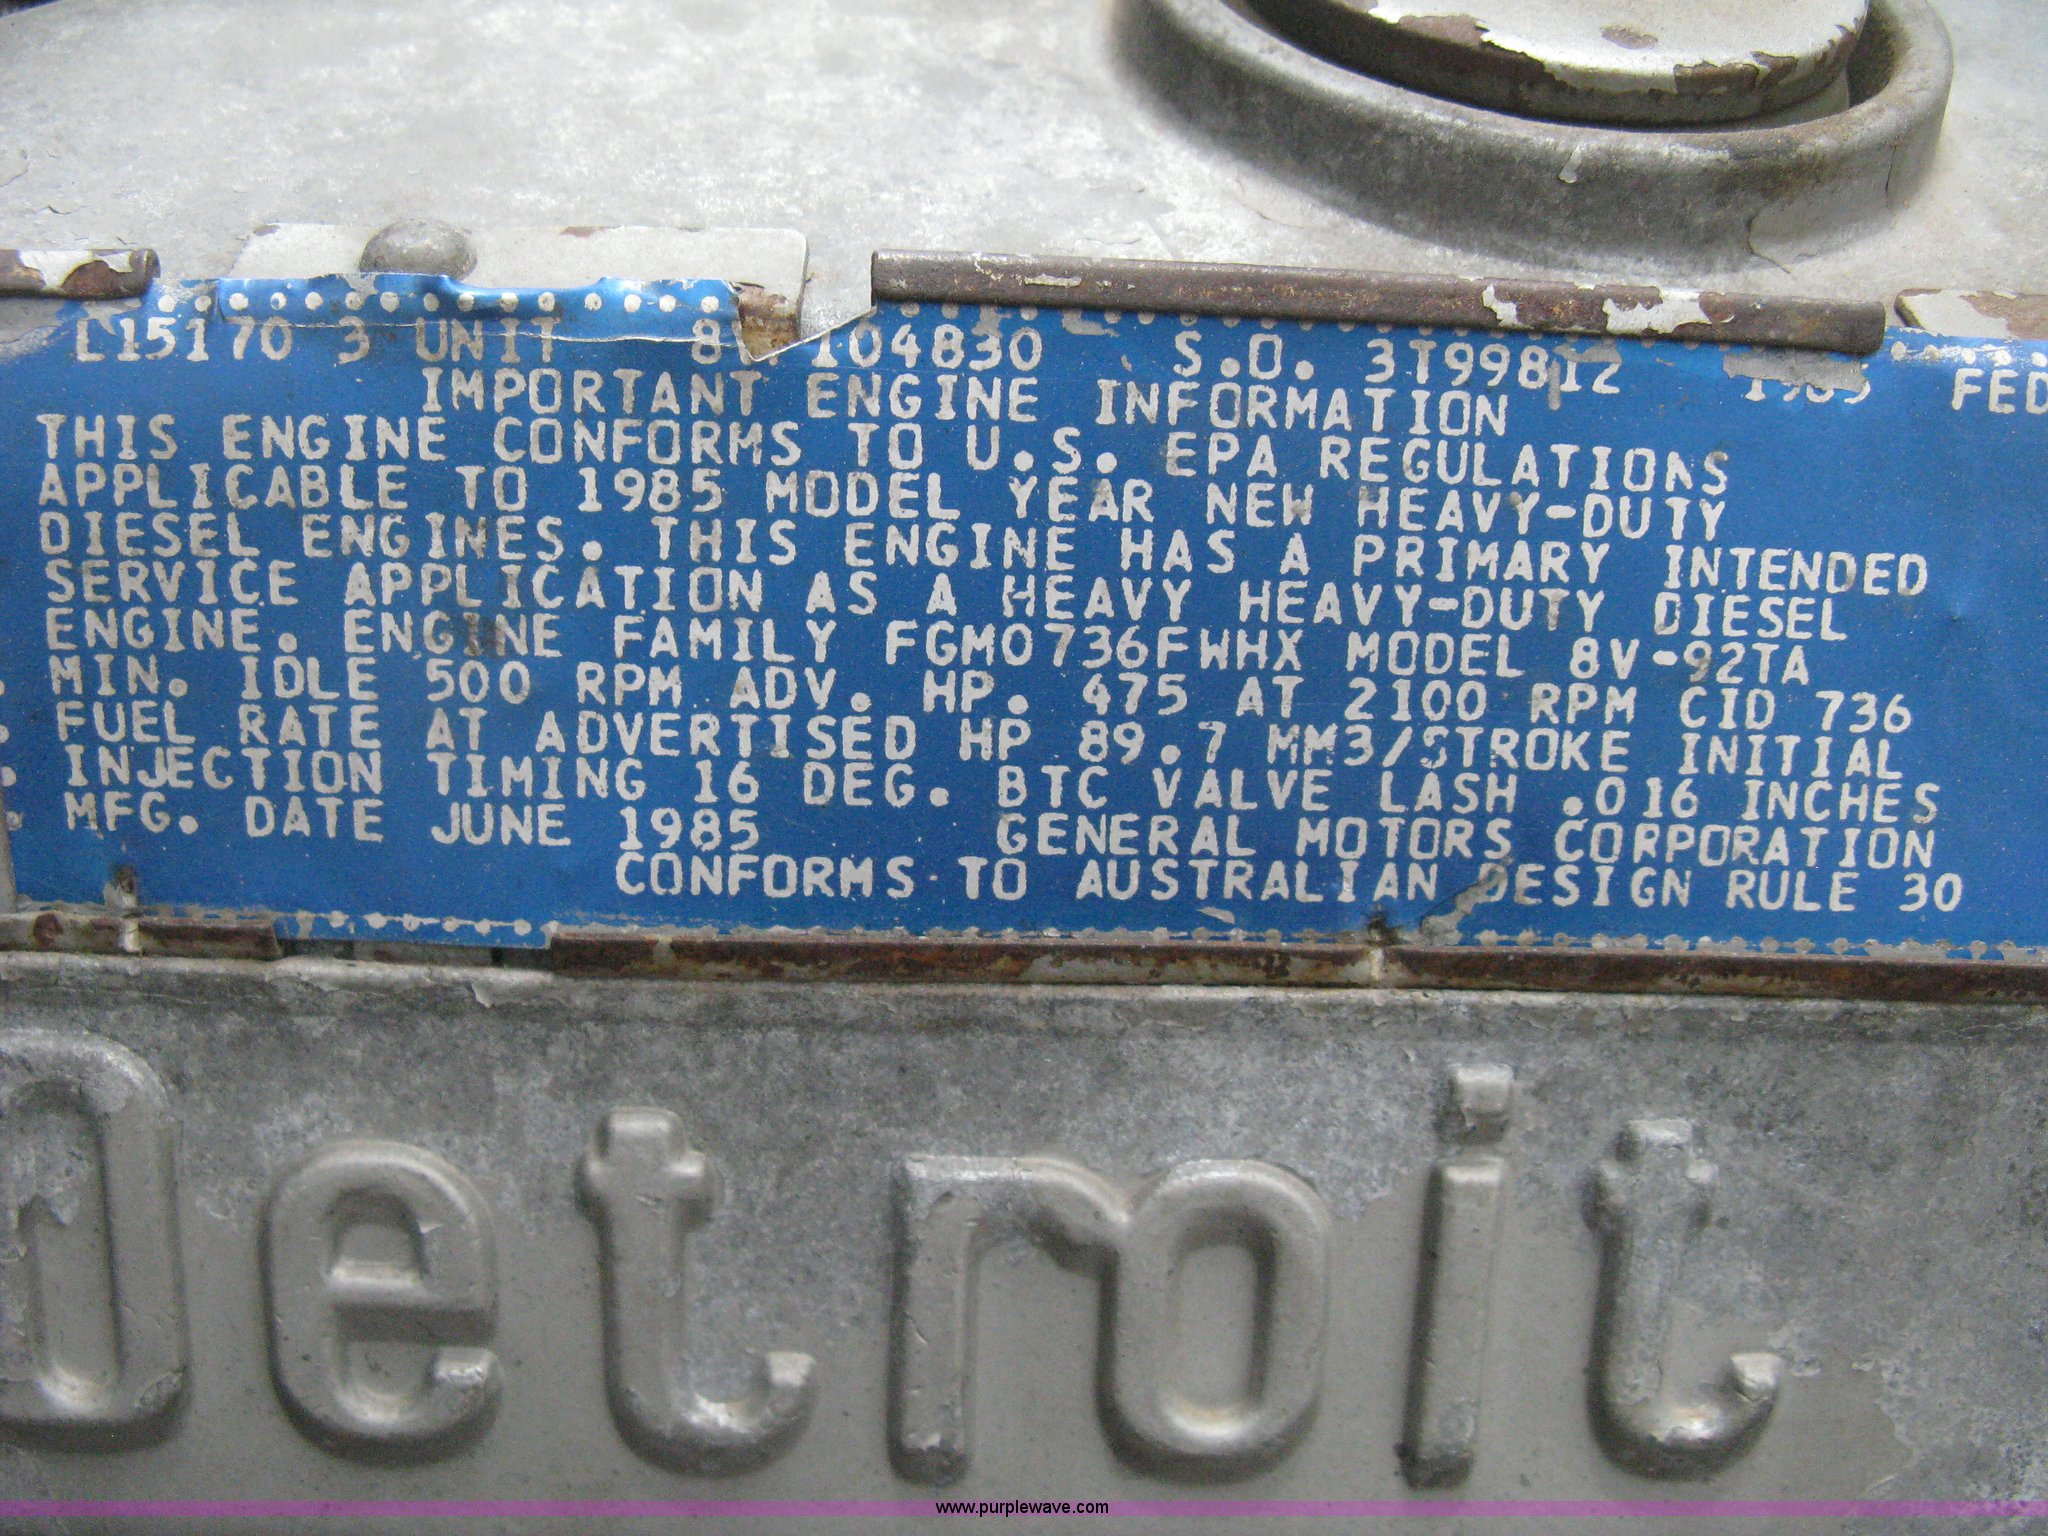 L15170 3 UNIT 104830 S.O. 3T99812 1985 FED
IMPORTANT ENGINE INFORMATION
THIS ENGINE CONFORMS TO U.S. EPA REGULATIONS
APPLICABLE TO 1985 MODEL YEAR NEW HEAVY-DUTY
DIESEL ENGINES. THIS ENGINE HAS A PRIMARY INTENDED
SERVICE APPLICATION AS A HEAVY HEAVY-DUTY DIESEL
ENGINE. ENGINE FAMILY FGM0736FWHX MODEL 8V-92TA
MIN. IDLE 500 RPM ADV. HP. 475 AT 2100 RPM CID 736
FUEL RATE AT ADVERTISED HP 89.7 MM3/STROKE INITIAL
INJECTION TIMING 16 DEG. BTC VALVE LASH .016 INCHES
MFG. DATE JUNE 1985 GENERAL MOTORS CORPORATION
CONFORMS TO AUSTRALIAN DESIGN RULE 30
Detroit
www.purplewave.com